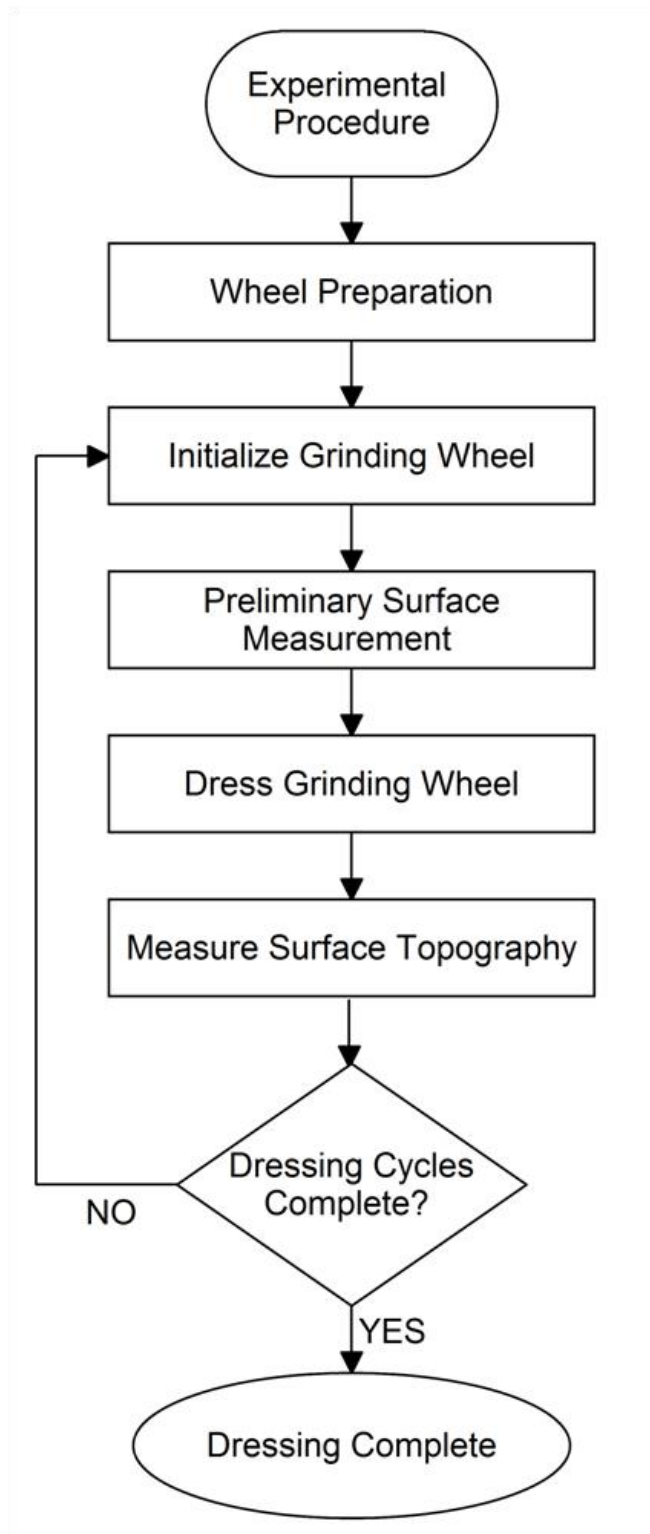 Experimental
Procedure
Wheel Preparation
Initialize Grinding Wheel
Preliminary Surface
Measurement
Dress Grinding Wheel
Measure Surface Topography
Dressing Cycles
Complete?
NO
YES
Dressing Complete